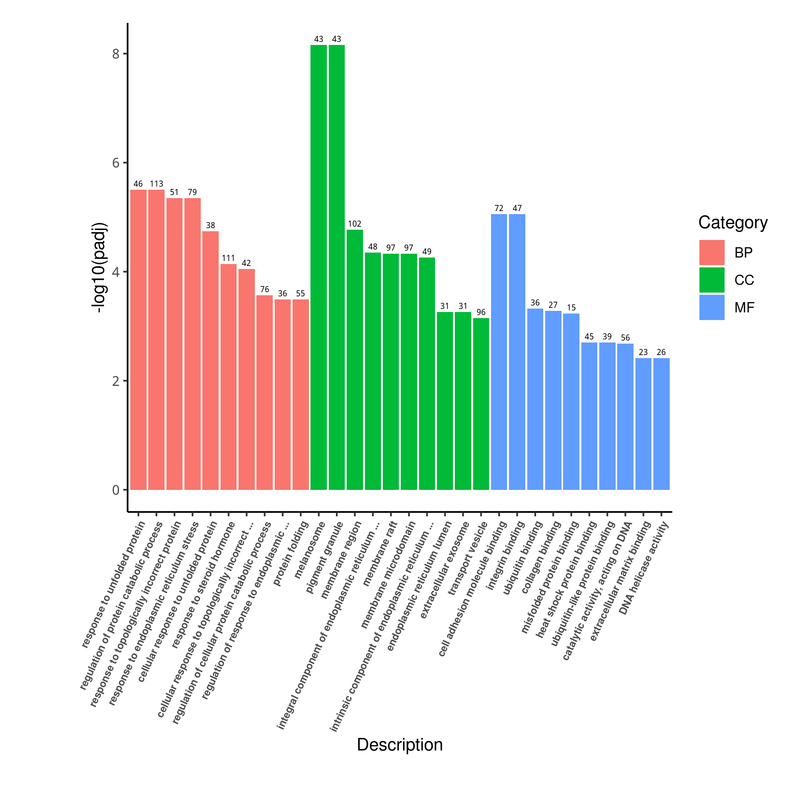 -log10(padj)
8
6
4
2
0
46 113 51 79 38 111 42 76 36 55 43 43 102 48 97 97 49 31 31 96 72 47 36 27 15 45 39 56 23 26
response to unfolded protein
regulation of protein catabolic process
response to topologically incorrect protein
response to endoplasmic reticulum stress
cellular response to unfolded protein
response to steroid hormone
cellular response to topologically incorrect ...
regulation of cellular protein catabolic process
regulation of response to endoplasmic ...
protein folding
melanosome
pigment granule
membrane region
integral component of endoplasmic reticulum ...
membrane raft
membrane microdomain
intrinsic component of endoplasmic reticulum ...
endoplasmic reticulum lumen
extracellular exosome
transport vesicle
cell adhesion molecule binding
integrin binding
ubiquitin binding
collagen binding
misfolded protein binding
heat shock protein binding
ubiquitin-like protein binding
catalytic activity, acting on DNA
extracellular matrix binding
DNA helicase activity
Description
Category
BP
CC
MF